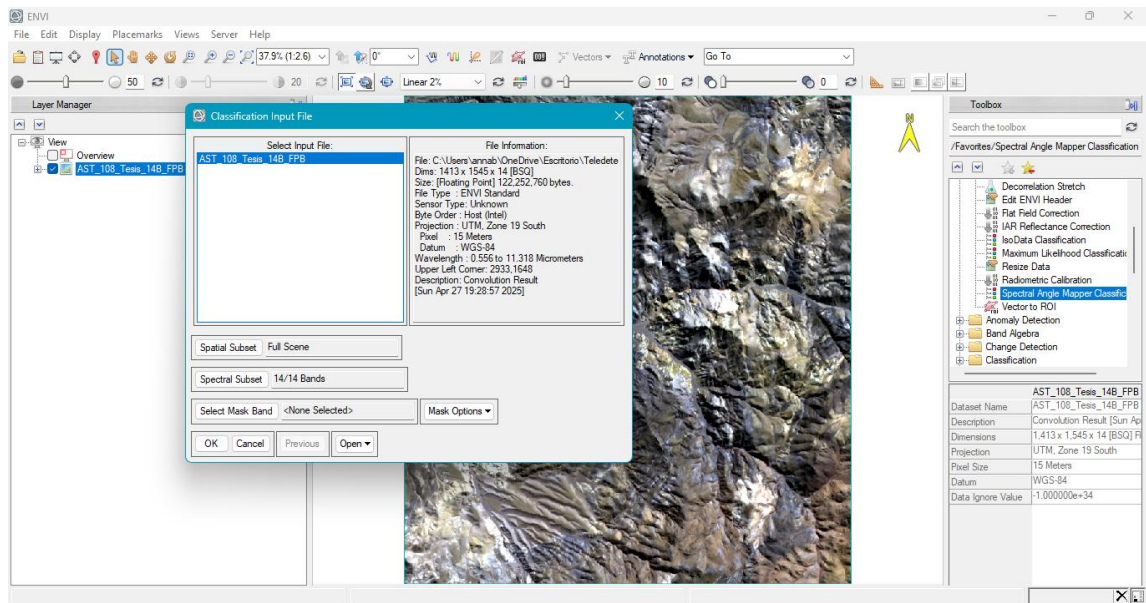 ENVI
File Edit Display Placemarks Views Server Help
37.9% (1:2.6) 0° Vectors Annotations Go To
50 20 Linear 2% 10 0
Layer Manager
View
Overview
AST_108_Tesis_14B_FPB
Classification Input File
Select Input File:
AST_108_Tesis_14B_FPB
File Information:
File: C:\Users\annab\OneDrive\Escritorio\Teledete
Dims: 1413 x 1545 x 14 [BSQ]
Size: [Floating Point] 122,252,760 bytes.
File Type : ENVI Standard
Sensor Type: Unknown
Byte Order : Host (Intel)
Projection : UTM, Zone 19 South
Pixel : 15 Meters
Datum : WGS-84
Wavelength : 0.556 to 11.318 Micrometers
Upper Left Corner: 2933,1648
Description: Convolution Result
[Sun Apr 27 19:28:57 2025]
Spatial Subset Full Scene
Spectral Subset 14/14 Bands
Select Mask Band <None Selected> Mask Options
OK Cancel Previous Open
N
Toolbox
Search the toolbox
/Favorites/Spectral Angle Mapper Classification
Decorrelation Stretch
Edit ENVI Header
Flat Field Correction
IAR Reflectance Correction
IsoData Classification
Maximum Likelihood Classificatio
Resize Data
Radiometric Calibration
Spectral Angle Mapper Classific
Vector to ROI
Anomaly Detection
Band Algebra
Change Detection
Classification
AST_108_Tesis_14B_FPB
Dataset Name AST_108_Tesis_14B_FPB
Description Convolution Result [Sun Ap
Dimensions 1,413 x 1,545 x 14 [BSQ] Fl
Projection UTM, Zone 19 South
Pixel Size 15 Meters
Datum WGS-84
Data Ignore Value -1.000000e+34